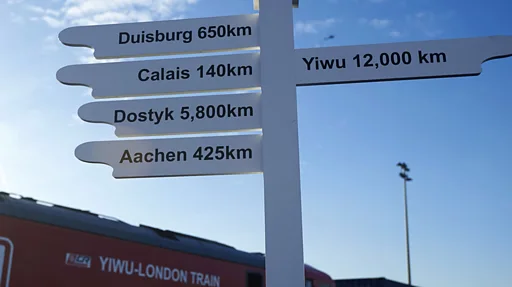 Duisburg 650km
Calais 140km
Dostyk 5,800km
Aachen 425km
Yiwu 12,000 km
YIWU-LONDON TRAIN